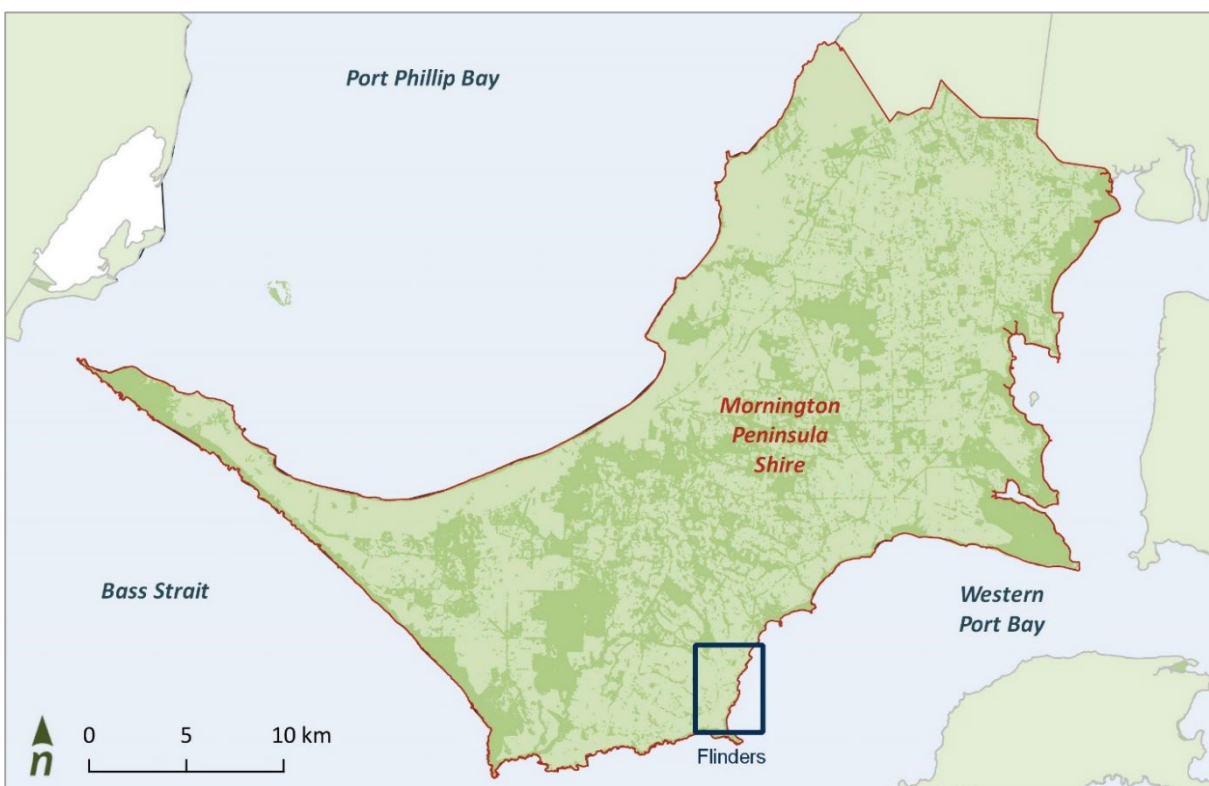 Port Phillip Bay
Mornington
Peninsula
Shire
Bass Strait
Western
Port Bay
n
0 5 10 km
Flinders